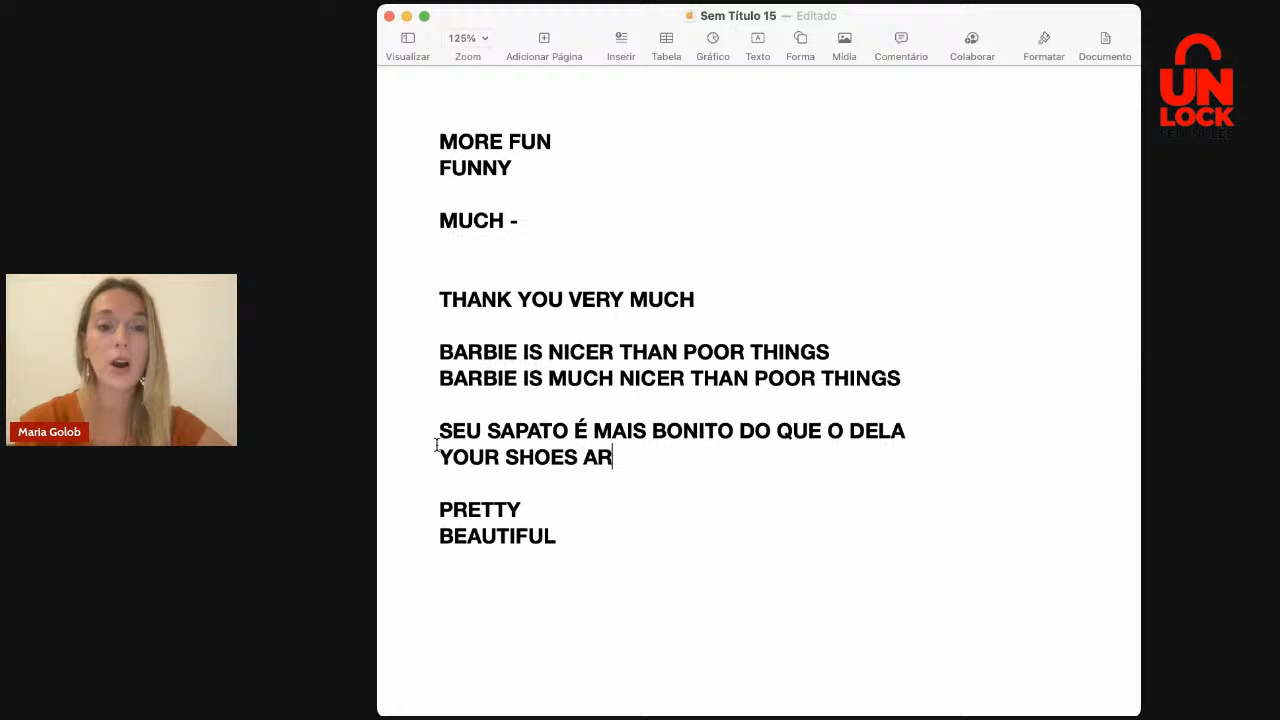 Sem Título 15 — Editado
125%
Visualizar Zoom Adicionar Página Inserir Tabela Gráfico Texto Forma Mídia Comentário Colaborar Formatar Documento
UN
LOCK
SEU INGLÊS
MORE FUN
FUNNY
MUCH -
THANK YOU VERY MUCH
BARBIE IS NICER THAN POOR THINGS
BARBIE IS MUCH NICER THAN POOR THINGS
SEU SAPATO É MAIS BONITO DO QUE O DELA
YOUR SHOES AR
PRETTY
BEAUTIFUL
Maria Golob